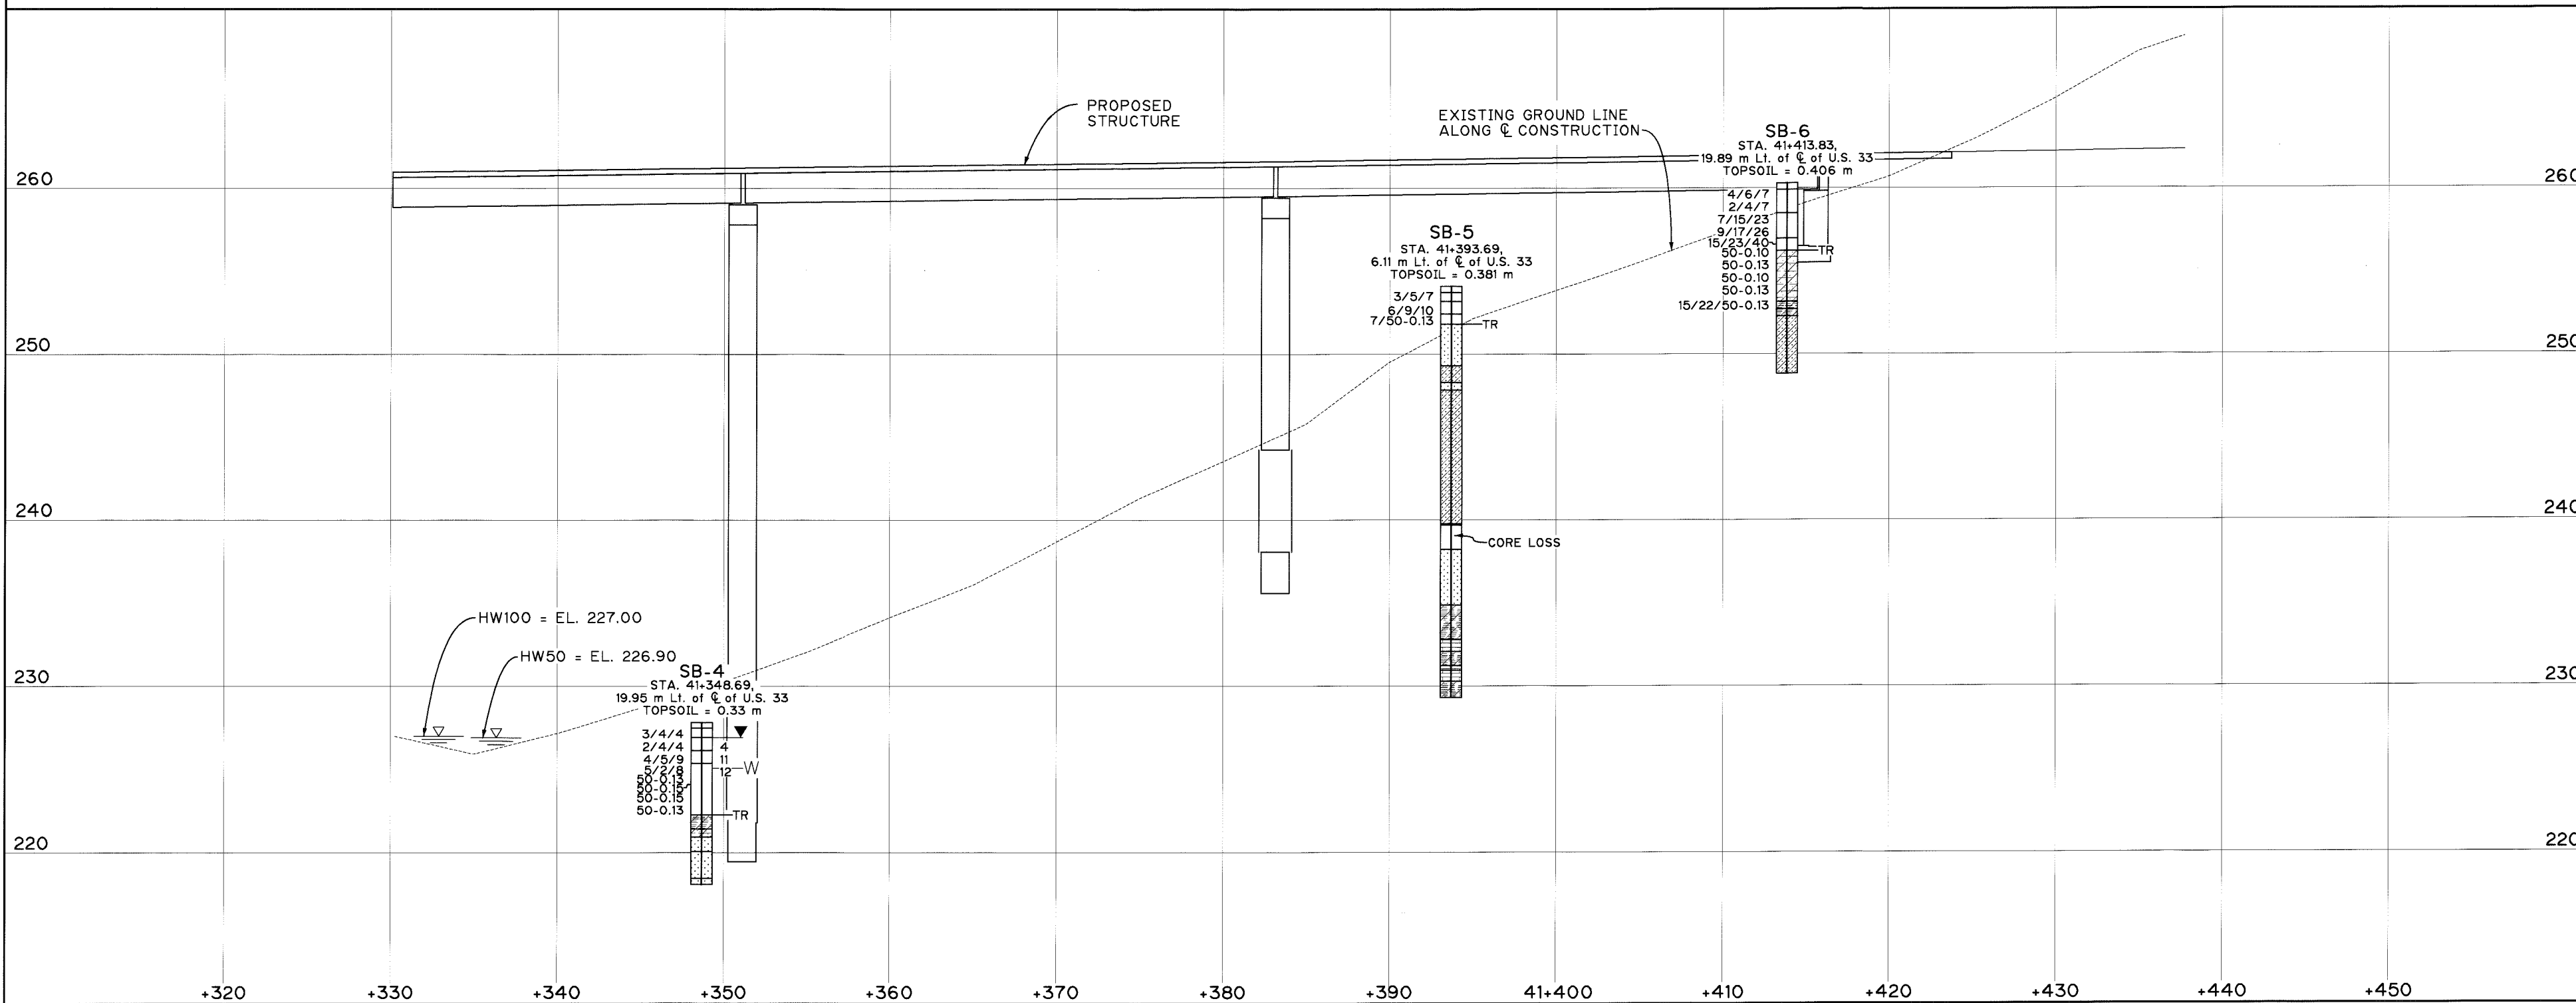 PROPOSED
STRUCTURE
EXISTING GROUND LINE
ALONG ℄ CONSTRUCTION
SB-6
STA. 41+413.83,
19.89 m Lt. of ℄ of U.S. 33
TOPSOIL = 0.406 m
4/6/7
2/4/7
7/15/23
9/17/26
15/23/40
50-0.10
50-0.13
50-0.10
50-0.13
15/22/50-0.13
TR
SB-5
STA. 41+393.69,
6.11 m Lt. of ℄ of U.S. 33
TOPSOIL = 0.381 m
3/5/7
6/9/10
7/50-0.13
TR
CORE LOSS
HW100 = EL. 227.00
HW50 = EL. 226.90
SB-4
STA. 41+348.69,
19.95 m Lt. of ℄ of U.S. 33
TOPSOIL = 0.33 m
3/4/4
2/4/4 4
4/5/9 11
5/2/8 12 W
50-0.13
50-0.15
50-0.15
50-0.13
TR
260 260
250 250
240 240
230 230
220 220
+320 +330 +340 +350 +360 +370 +380 +390 41+400 +410 +420 +430 +440 +450